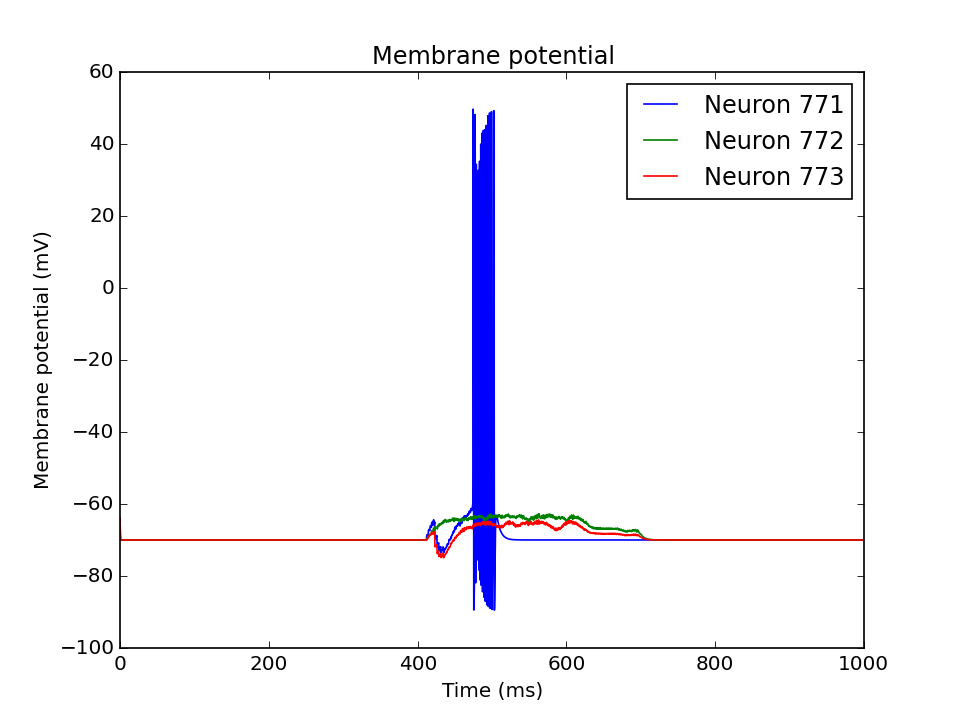 Membrane potential
Membrane potential (mV)
60
40
20
0
−20
−40
−60
−80
−100
Neuron 771
Neuron 772
Neuron 773
0 200 400 600 800 1000
Time (ms)